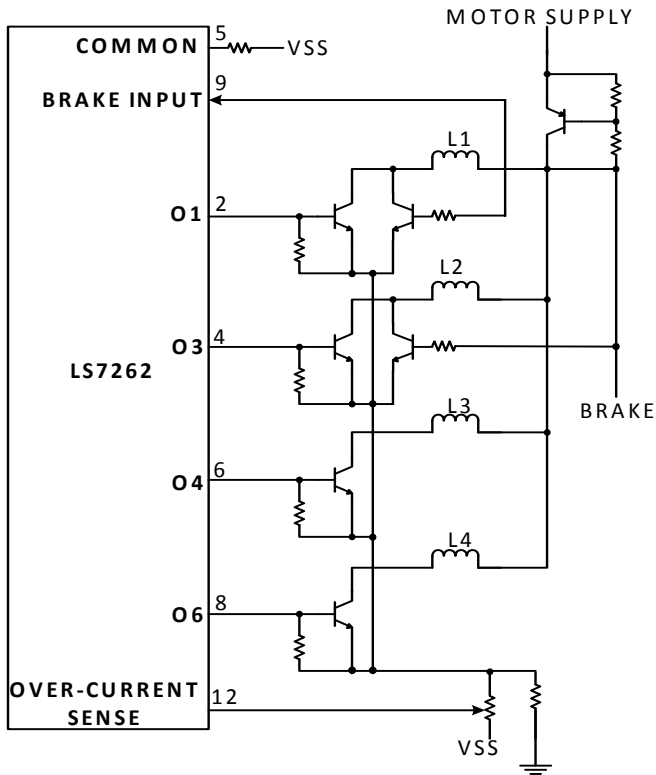 MOTOR SUPPLY
COMMON
5
VSS
BRAKE INPUT
9
L1
O1
2
L2
O3
4
LS7262
BRAKE
L3
O4
6
L4
O6
8
OVER-CURRENT
SENSE
12
VSS